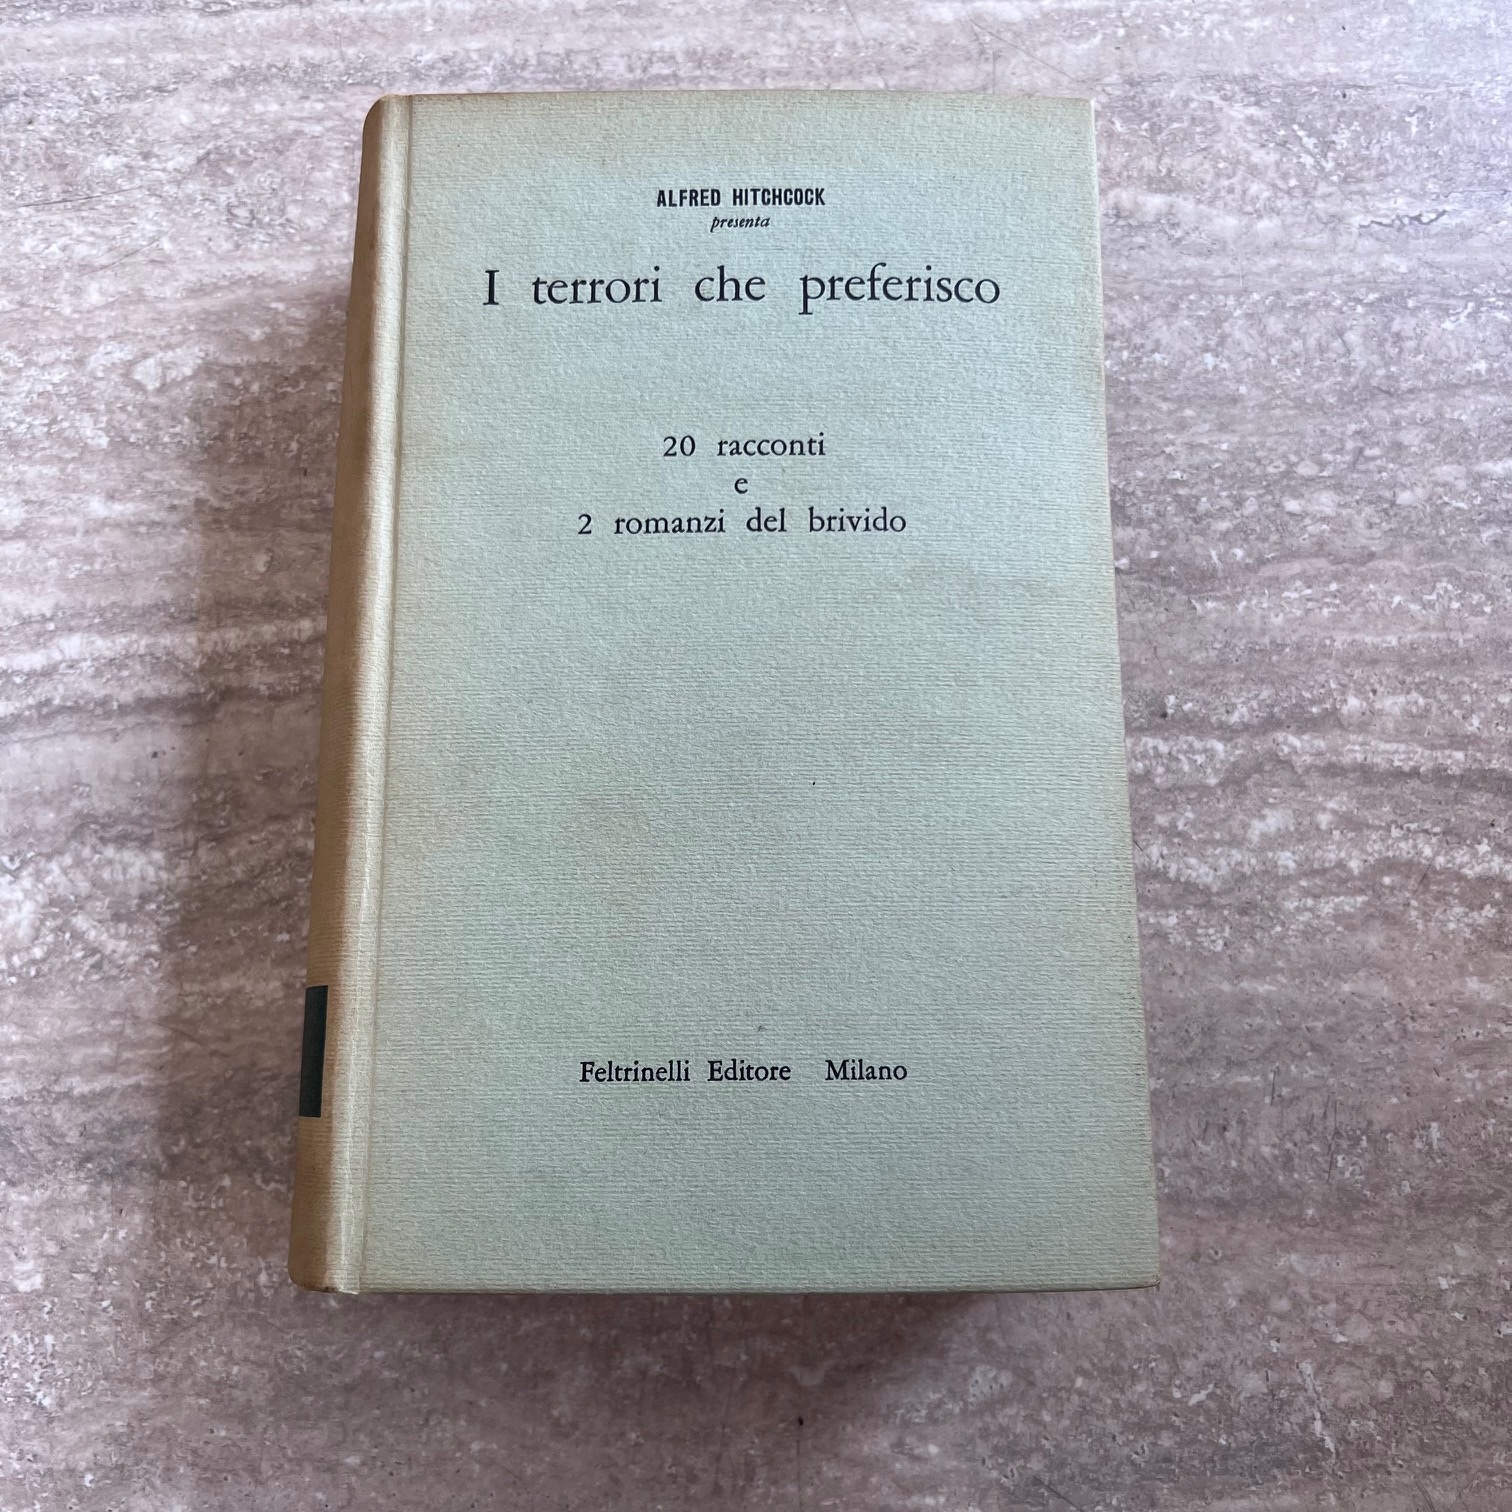 ALFRED HITCHCOCK
presenta
I terrori che preferisco
20 racconti
e
2 romanzi del brivido
Feltrinelli Editore Milano